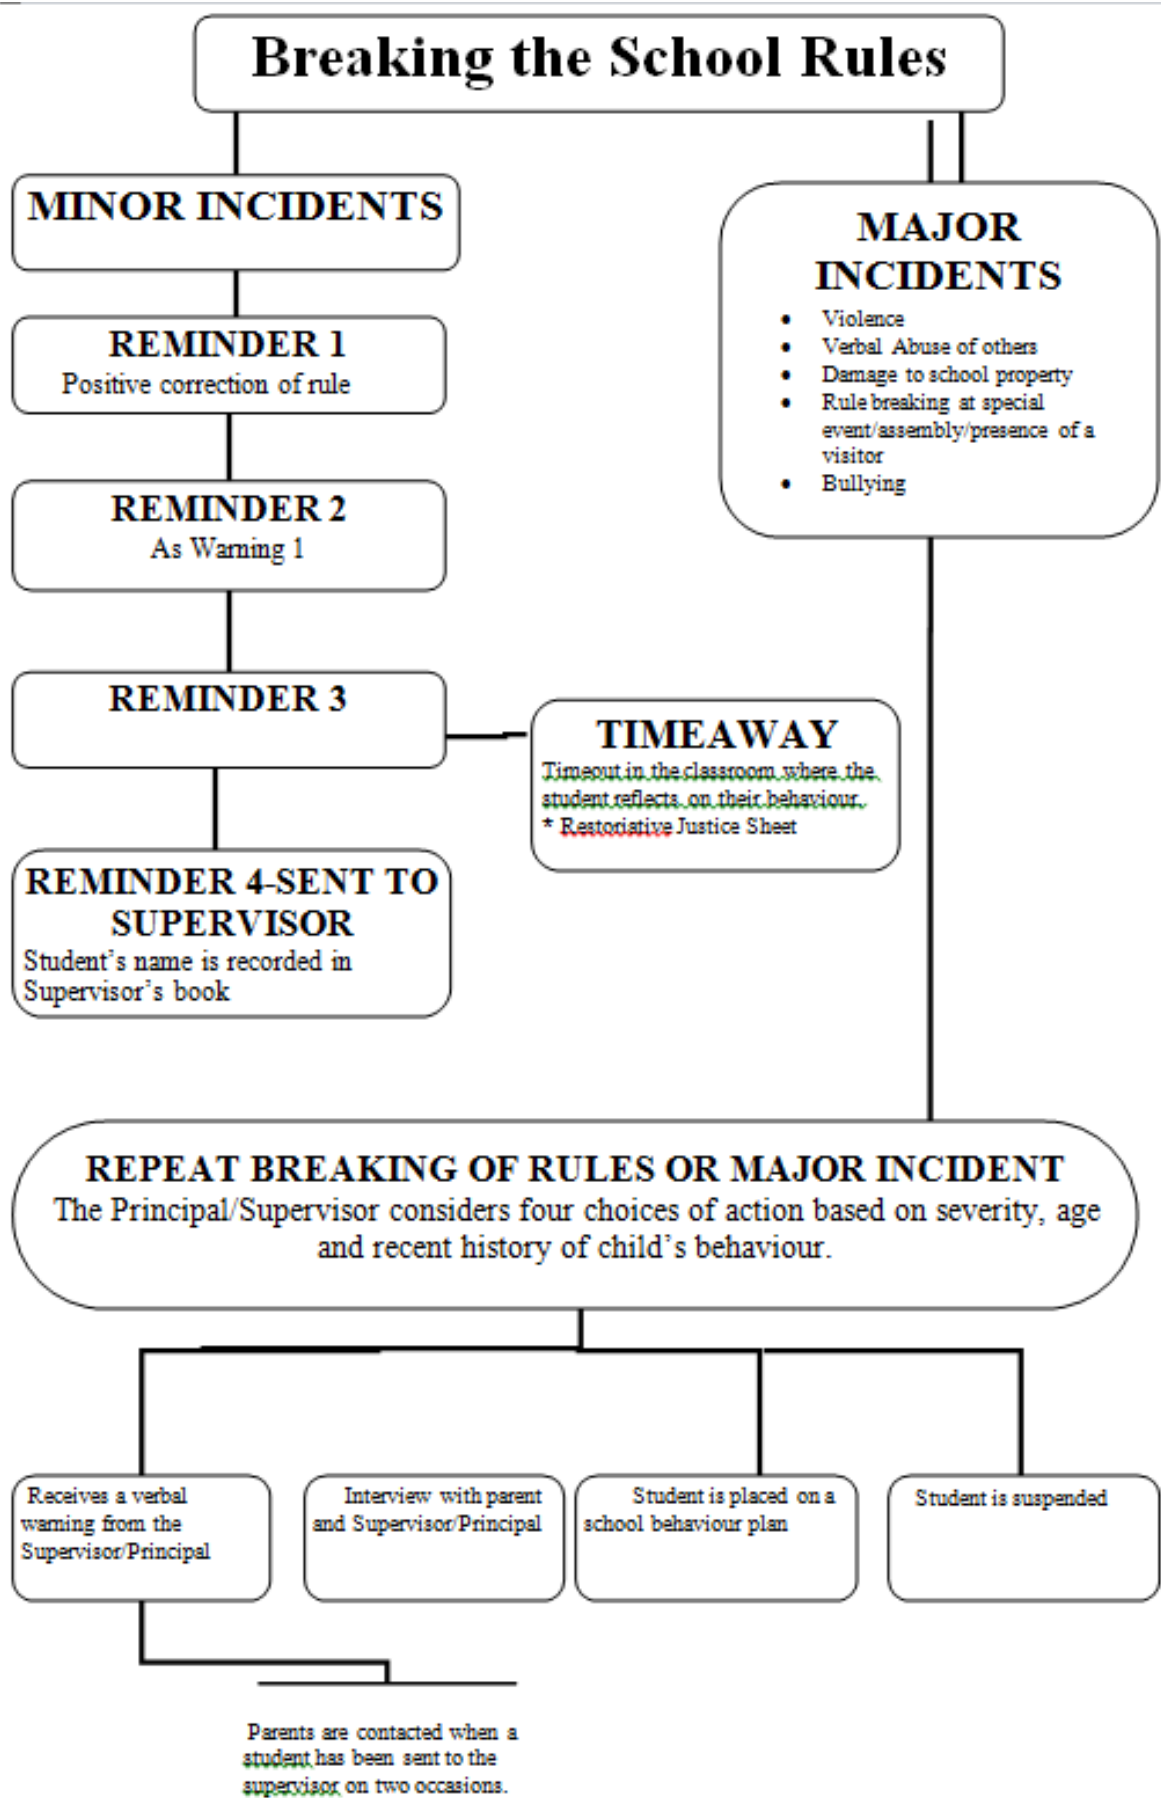 Breaking the School Rules
MINOR INCIDENTS
REMINDER 1
Positive correction of rule
REMINDER 2
As Warning 1
REMINDER 3
TIMEAWAY
Timeout in the classroom where the
student reflects on their behaviour.
* Restoriative Justice Sheet
REMINDER 4-SENT TO
SUPERVISOR
Student's name is recorded in
Supervisor's book
MAJOR
INCIDENTS
• Violence
• Verbal Abuse of others
• Damage to school property
• Rule breaking at special
event/assembly/presence of a
visitor
• Bullying
REPEAT BREAKING OF RULES OR MAJOR INCIDENT
The Principal/Supervisor considers four choices of action based on severity, age
and recent history of child's behaviour.
Receives a verbal
warning from the
Supervisor/Principal
Interview with parent
and Supervisor/Principal
Student is placed on a
school behaviour plan
Student is suspended
Parents are contacted when a
student has been sent to the
supervisor on two occasions.